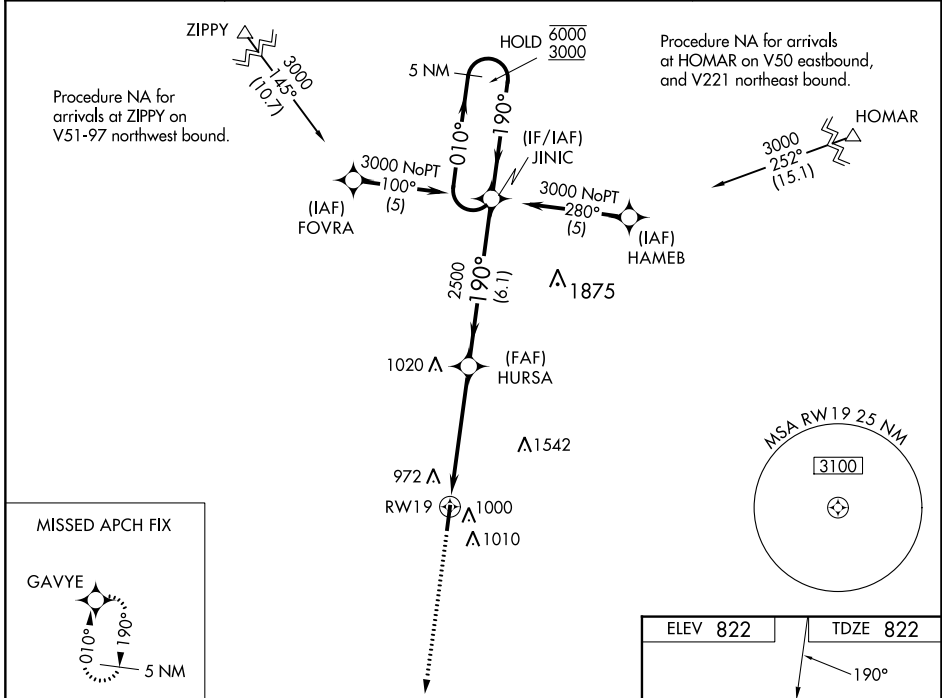 ZIPPY
3000
145°
(10.7)
Procedure NA for
arrivals at ZIPPY on
V51-97 northwest bound.
HOLD 6000
3000
5 NM
010°
190°
Procedure NA for arrivals
at HOMAR on V50 eastbound,
and V221 northeast bound.
HOMAR
3000
252°
(15.1)
(IF/IAF)
JINIC
3000 NoPT
100°
(5)
(IAF)
FOVRA
3000 NoPT
280°
(5)
(IAF)
HAMEB
2500
190°
(6.1)
1875
1020
(FAF)
HURSA
1542
972
RW19
1000
1010
MSA RW19 25 NM
3100
MISSED APCH FIX
GAVYE
010°
190°
5 NM
ELEV 822
TDZE 822
190°